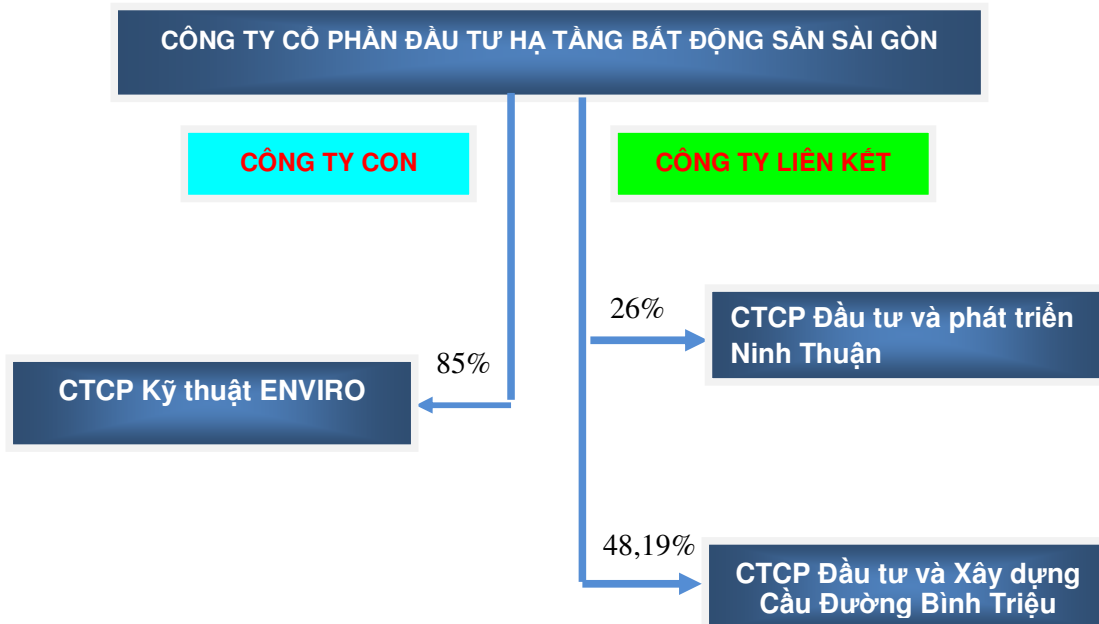 CÔNG TY CỔ PHẦN ĐẦU TƯ HẠ TẦNG BẤT ĐỘNG SẢN SÀI GÒN
CÔNG TY CON
CÔNG TY LIÊN KẾT
26%
CTCP Đầu tư và phát triển
Ninh Thuận
85%
CTCP Kỹ thuật ENVIRO
48,19%
CTCP Đầu tư và Xây dựng
Cầu Đường Bình Triệu